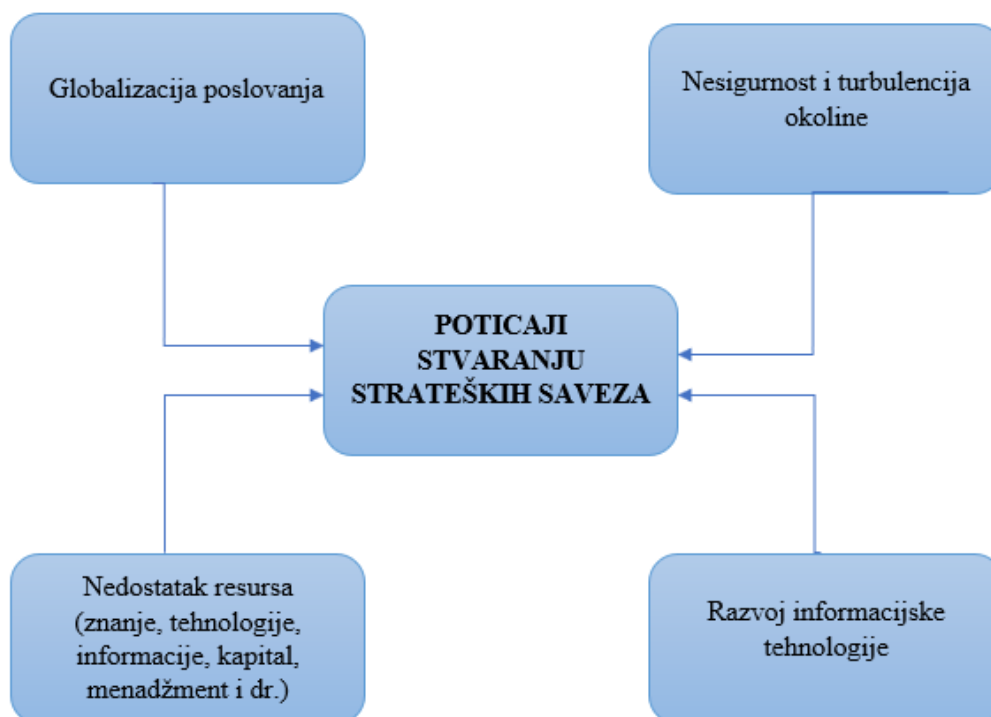 Globalizacija poslovanja
Nesigurnost i turbulencija
okoline
POTICAJI
STVARANJU
STRATEŠKIH SAVEZA
Nedostatak resursa
(znanje, tehnologije,
informacije, kapital,
menadžment i dr.)
Razvoj informacijske
tehnologije